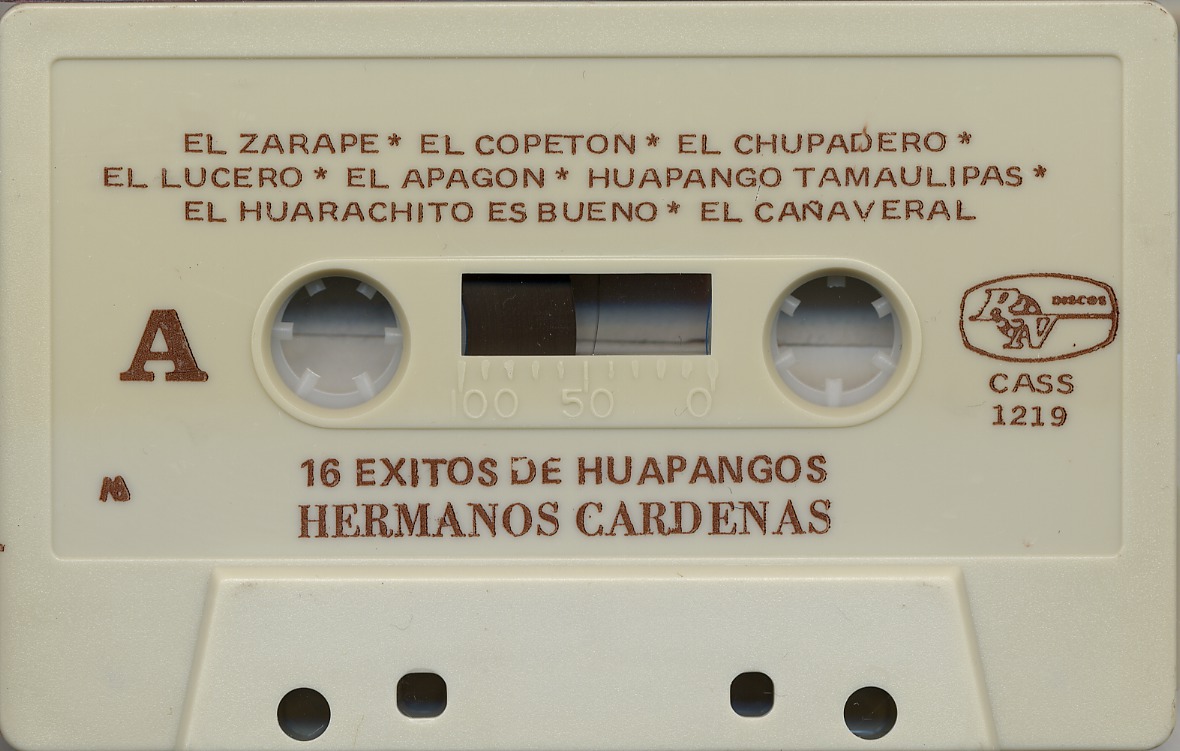 EL ZARAPE * EL COPETON * EL CHUPADERO *
EL LUCERO * EL APAGON * HUAPANGO TAMAULIPAS *
EL HUARACHITO ES BUENO * EL CAÑAVERAL
A
DISCOS
CASS
1219
100 50 0
16 EXITOS DE HUAPANGOS
HERMANOS CARDENAS